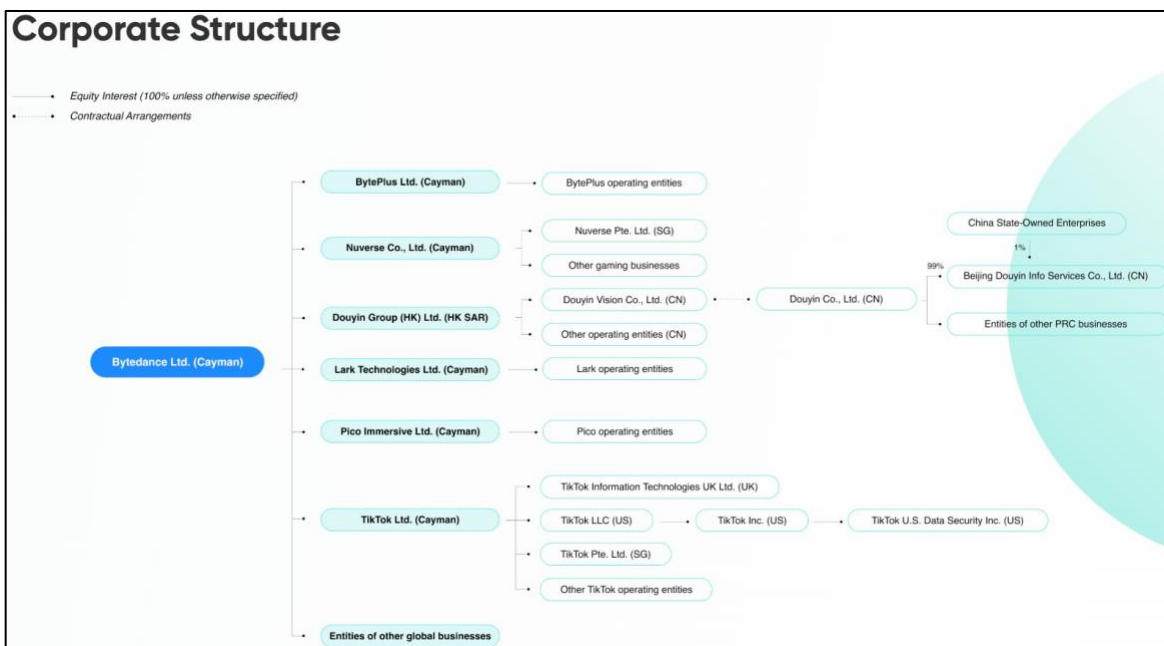 Corporate Structure
Equity Interest (100% unless otherwise specified)
Contractual Arrangements
BytePlus Ltd. (Cayman)
BytePlus operating entities
Nuverse Co., Ltd. (Cayman)
Nuverse Pte. Ltd. (SG)
Other gaming businesses
Douyin Group (HK) Ltd. (HK SAR)
Douyin Vision Co., Ltd. (CN)
Other operating entities (CN)
Douyin Co., Ltd. (CN)
China State-Owned Enterprises
1%
99%
Beijing Douyin Info Services Co., Ltd. (CN)
Entities of other PRC businesses
Bytedance Ltd. (Cayman)
Lark Technologies Ltd. (Cayman)
Lark operating entities
Pico Immersive Ltd. (Cayman)
Pico operating entities
TikTok Ltd. (Cayman)
TikTok Information Technologies UK Ltd. (UK)
TikTok LLC (US)
TikTok Inc. (US)
TikTok U.S. Data Security Inc. (US)
TikTok Pte. Ltd. (SG)
Other TikTok operating entities
Entities of other global businesses